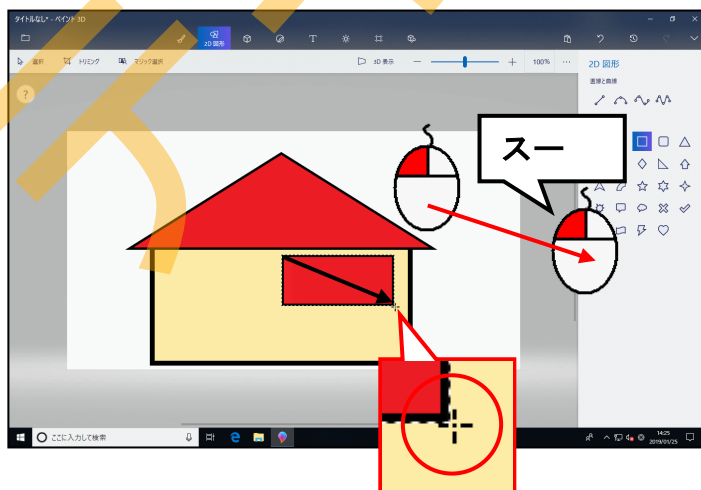 タイトルなし* - ペイント 3D
2D 図形
T
選択
トリミング
マジック選択
3D 表示
100%
2D 図形
直線と曲線
?
スー
ここに入力して検索
14:25
2019/01/25